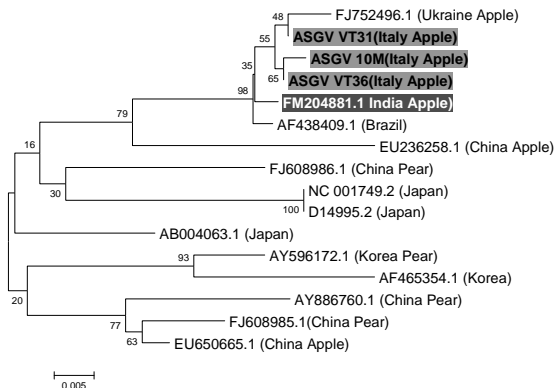 48
FJ752496.1 (Ukraine Apple)
ASGV VT31(Italy Apple)
55
ASGV 10M(Italy Apple)
35
65
ASGV VT36(Italy Apple)
98
FM204881.1 India Apple)
79
AF438409.1 (Brazil)
EU236258.1 (China Apple)
16
FJ608986.1 (China Pear)
30
NC 001749.2 (Japan)
100
D14995.2 (Japan)
AB004063.1 (Japan)
93
AY596172.1 (Korea Pear)
AF465354.1 (Korea)
20
AY886760.1 (China Pear)
77
FJ608985.1(China Pear)
63
EU650665.1 (China Apple)
0.005